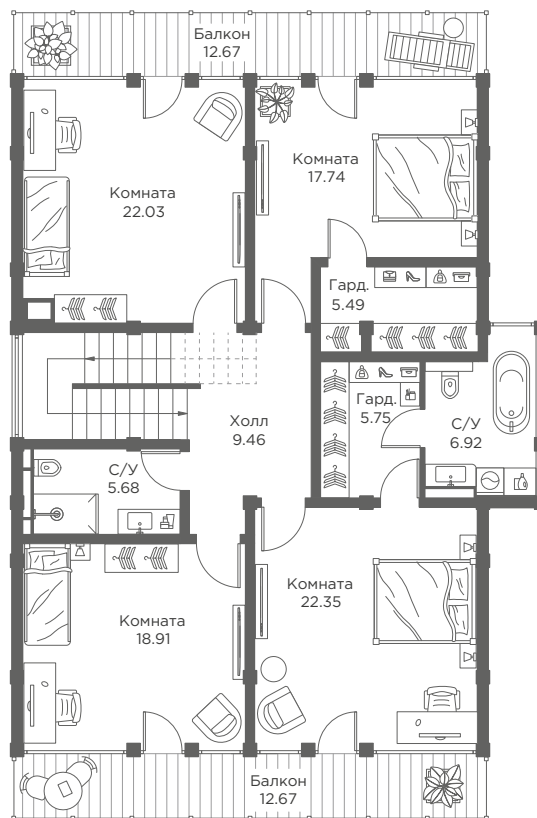 Балкон
12.67
Комната
22.03
Комната
17.74
Гард.
5.49
Холл
9.46
Гард.
5.75
С/У
6.92
С/У
5.68
Комната
18.91
Комната
22.35
Балкон
12.67